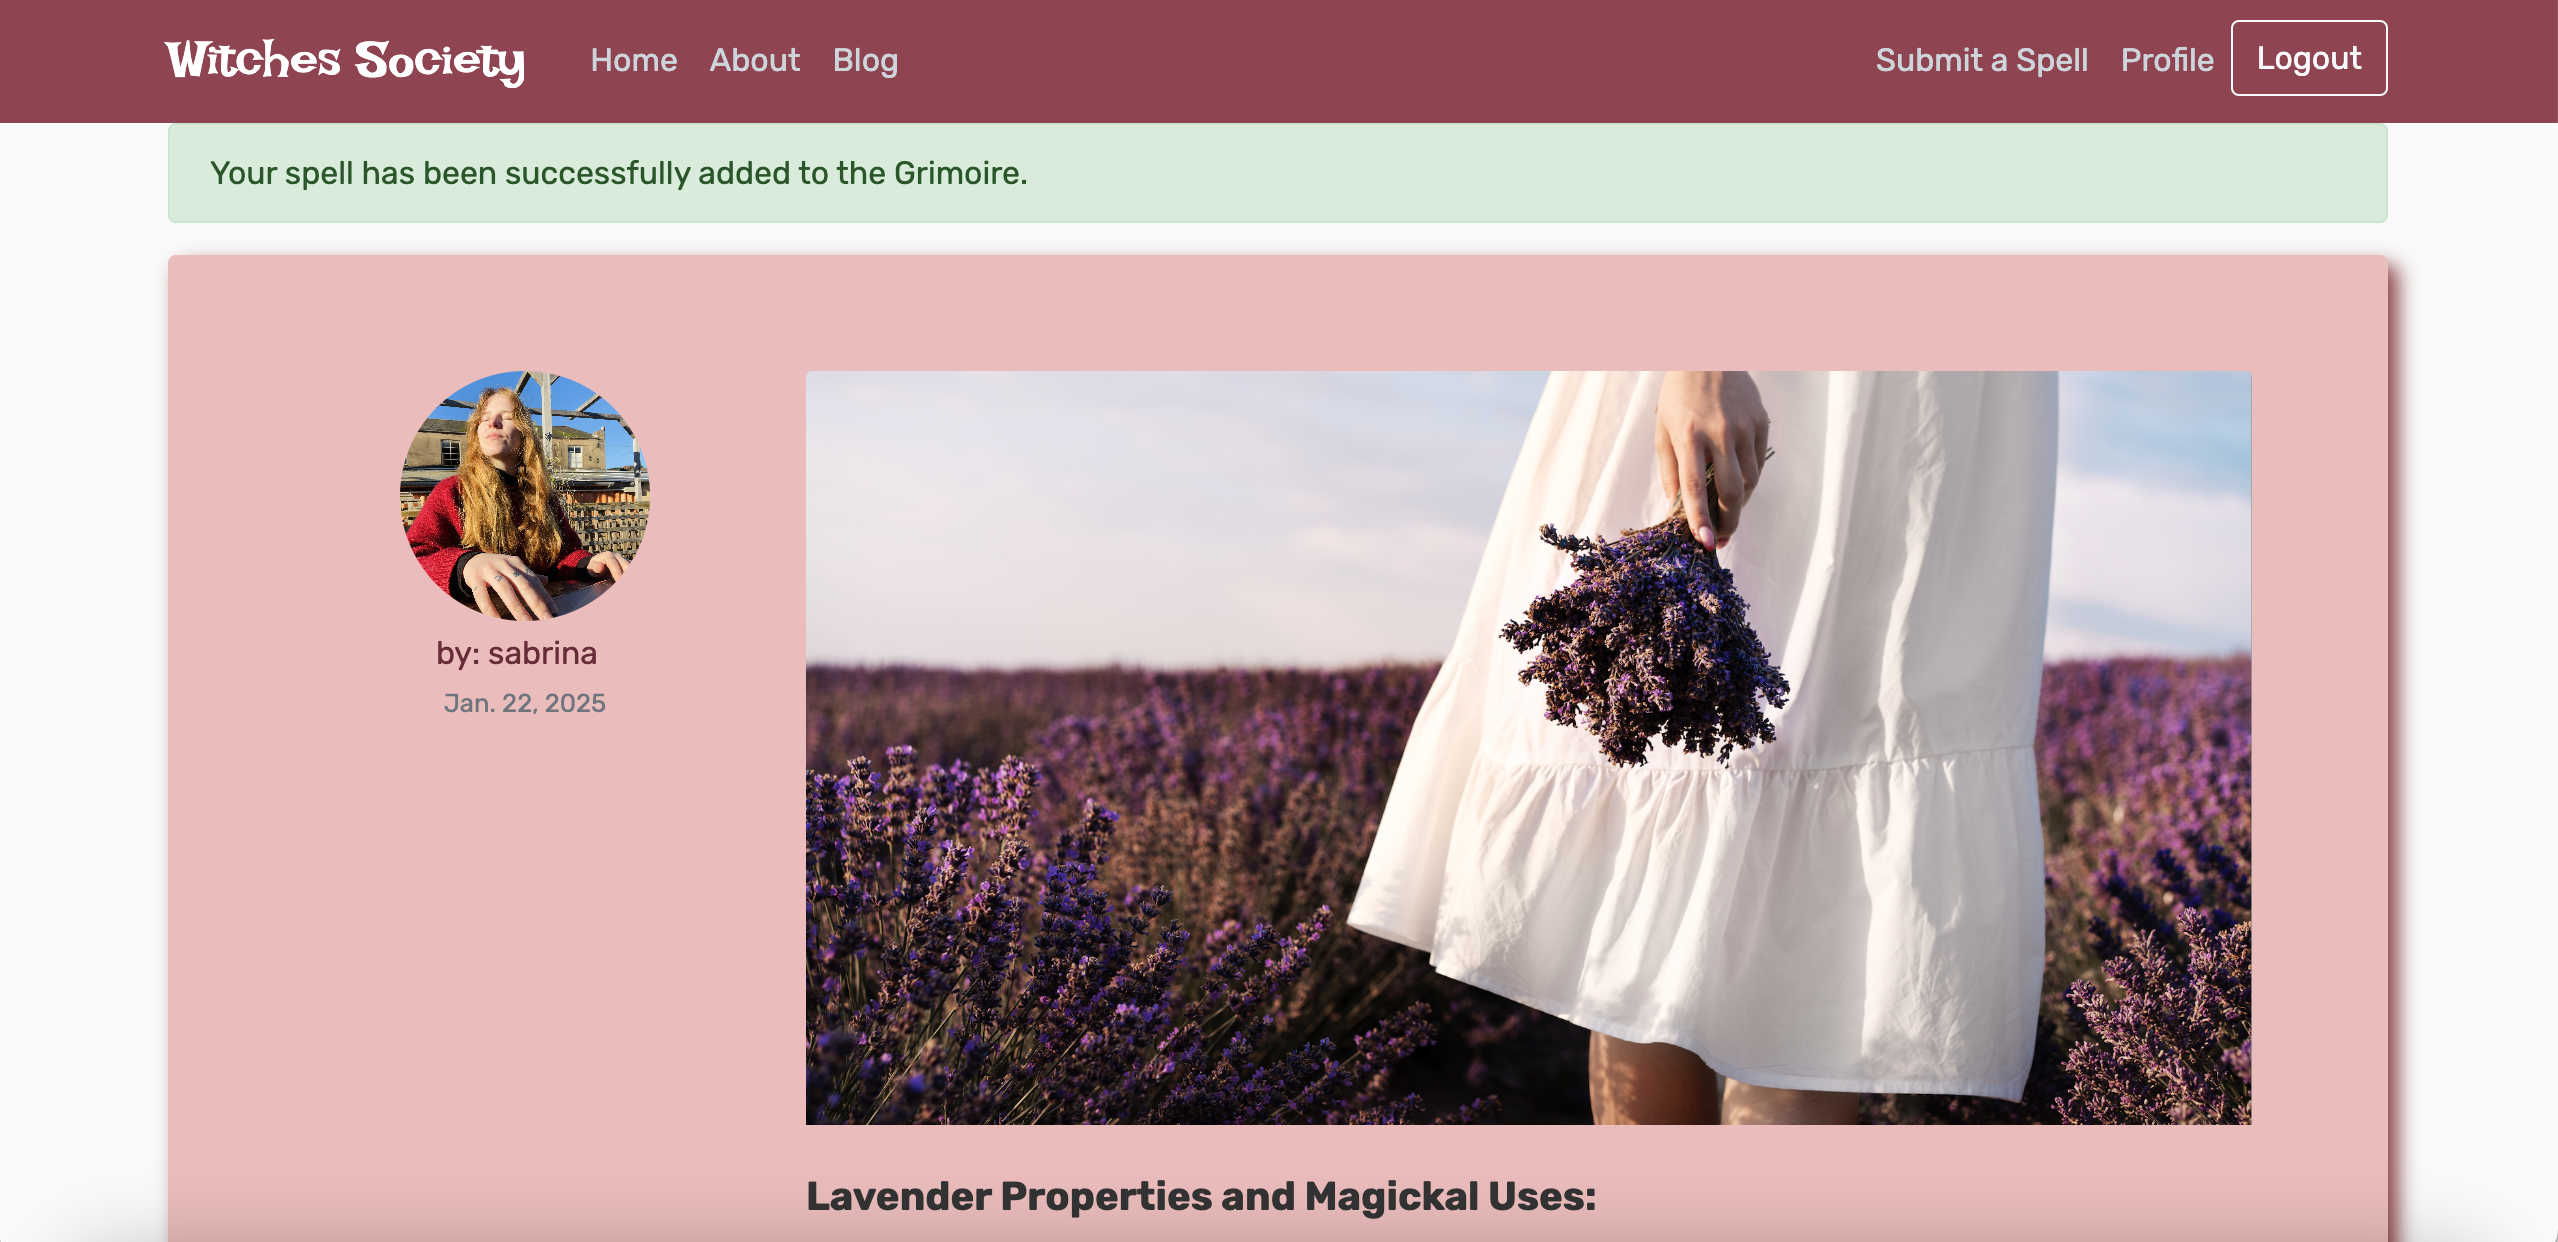 Witches Society
Home About Blog
Submit a Spell Profile Logout
Your spell has been successfully added to the Grimoire.
by: sabrina
Jan. 22, 2025
Lavender Properties and Magickal Uses: